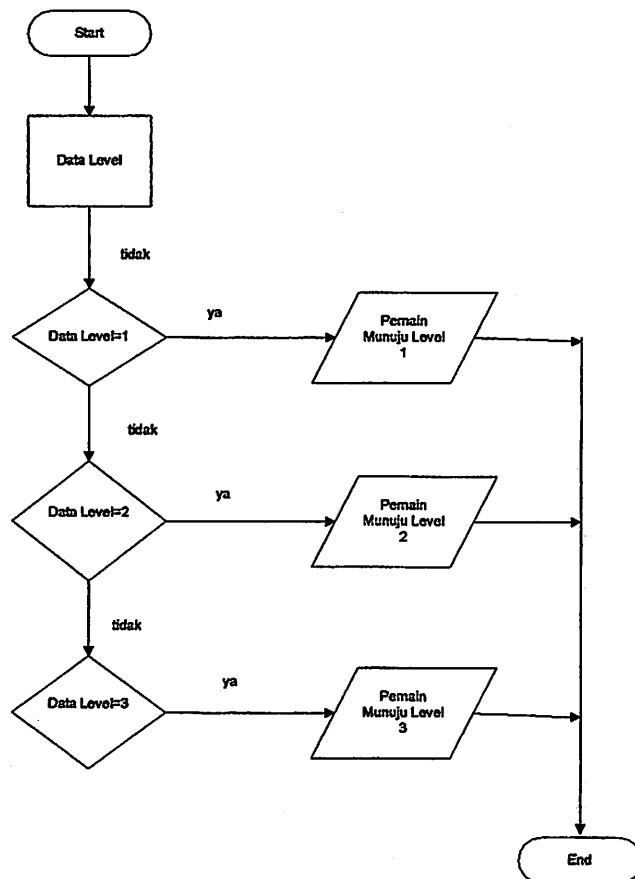 Start
Data Level
tidak
Data Level=1
ya
Pemain
Munuju Level
1
tidak
Data Level=2
ya
Pemain
Munuju Level
2
tidak
Data Level=3
ya
Pemain
Munuju Level
3
End